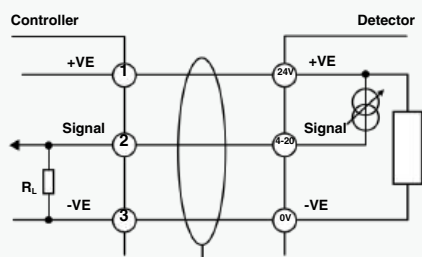 Controller
Detector
+VE
1
24V
+VE
Signal
2
4-20
Signal
RL
-VE
3
0V
-VE